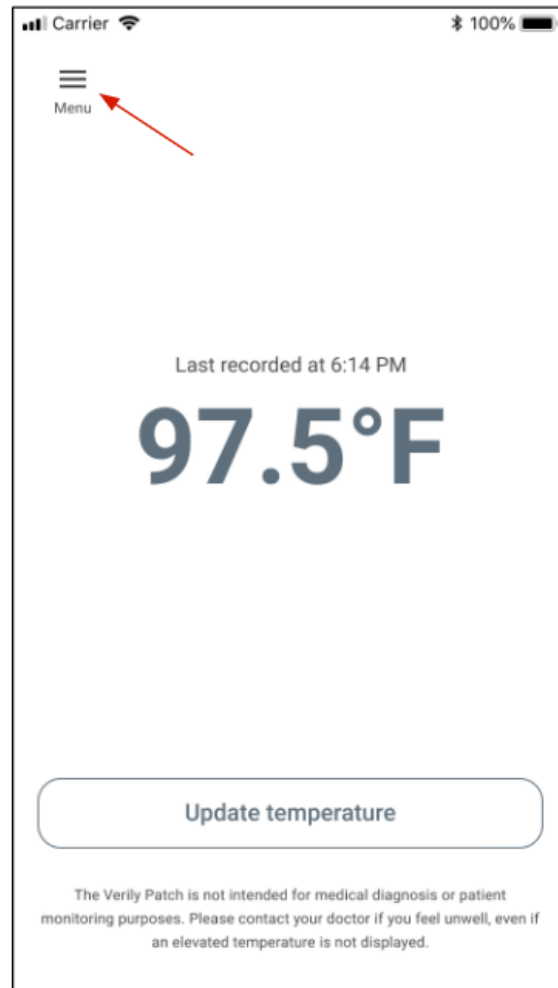 Carrier 100%
Menu
Last recorded at 6:14 PM
97.5°F
Update temperature
The Verily Patch is not intended for medical diagnosis or patient
monitoring purposes. Please contact your doctor if you feel unwell, even if
an elevated temperature is not displayed.